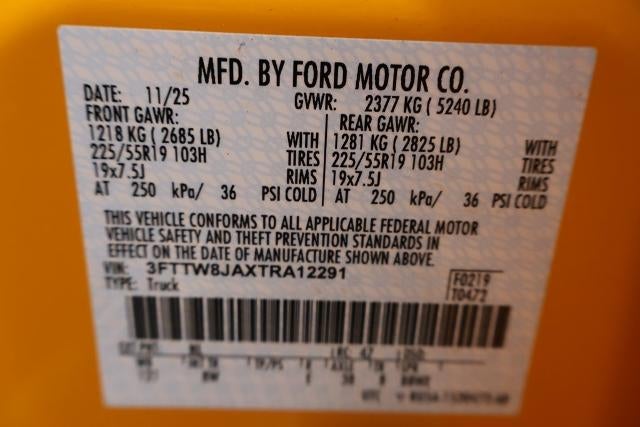 MFD. BY FORD MOTOR CO.
DATE: 11/25 GVWR: 2377 KG ( 5240 LB)
FRONT GAWR: REAR GAWR:
1218 KG ( 2685 LB) WITH 1281 KG ( 2825 LB) WITH
225/55R19 103H TIRES 225/55R19 103H TIRES
19x7.5J RIMS 19x7.5J RIMS
AT 250 kPa/ 36 PSI COLD AT 250 kPa/ 36 PSI COLD
THIS VEHICLE CONFORMS TO ALL APPLICABLE FEDERAL MOTOR
VEHICLE SAFETY AND THEFT PREVENTION STANDARDS IN
EFFECT ON THE DATE OF MANUFACTURE SHOWN ABOVE.
VIN: 3FTTW8JAXTRA12291
TYPE: Truck
F0219
T0472